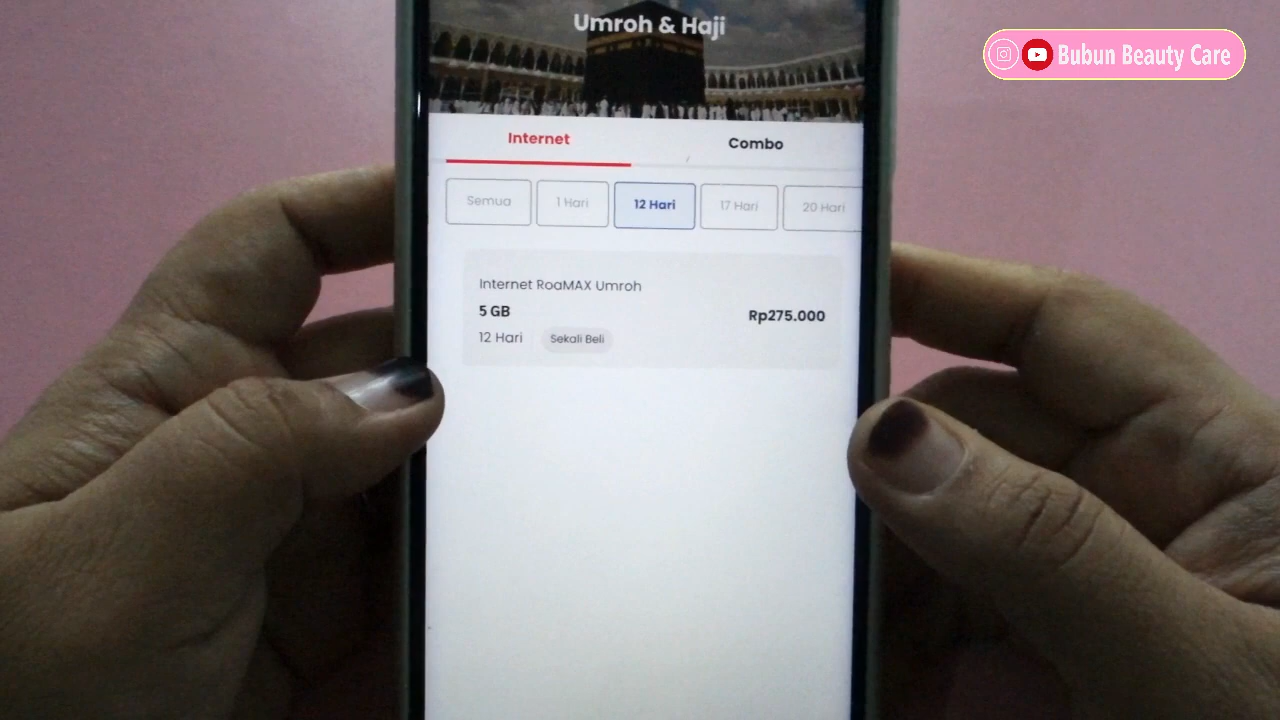 Umroh & Haji
Bubun Beauty Care
Internet
Combo
Semua
1 Hari
12 Hari
17 Hari
20 Hari
Internet RoaMAX Umroh
5 GB
Rp275.000
12 Hari
Sekali Beli